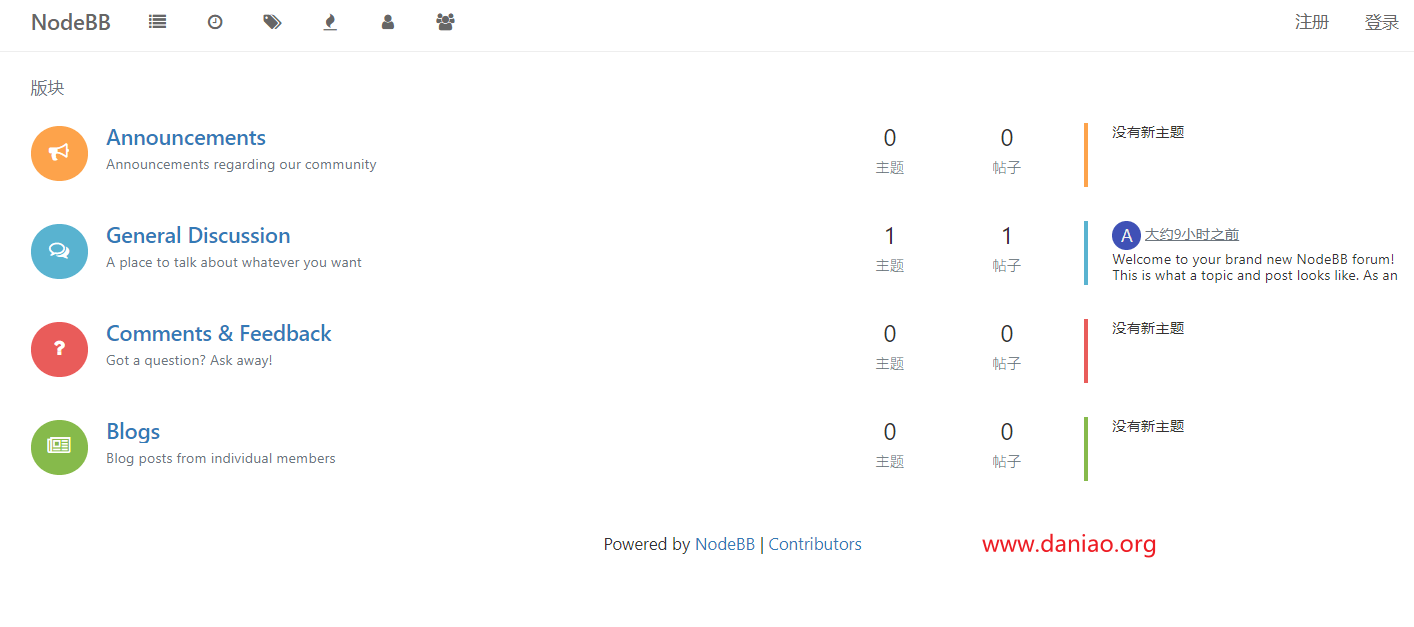 NodeBB 注册 登录
版块
Announcements
Announcements regarding our community
0
主题
0
帖子
没有新主题
General Discussion
A place to talk about whatever you want
1
主题
1
帖子
A 大约9小时之前
Welcome to your brand new NodeBB forum!
This is what a topic and post looks like. As an
Comments & Feedback
Got a question? Ask away!
0
主题
0
帖子
没有新主题
Blogs
Blog posts from individual members
0
主题
0
帖子
没有新主题
Powered by NodeBB | Contributors
www.daniao.org